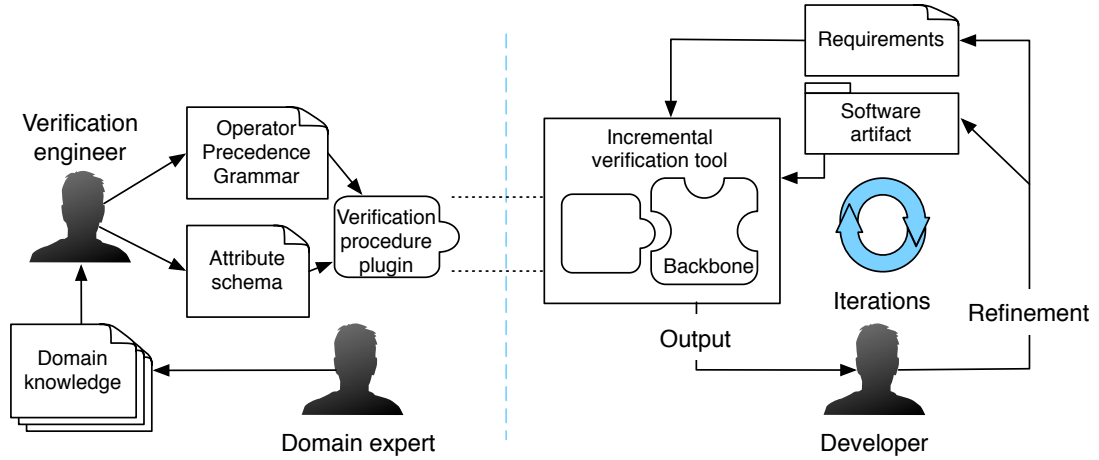 Verification
engineer
Operator
Precedence
Grammar
Attribute
schema
Verification
procedure
plugin
Domain
knowledge
Domain expert
Requirements
Software
artifact
Incremental
verification tool
Backbone
Iterations
Refinement
Output
Developer